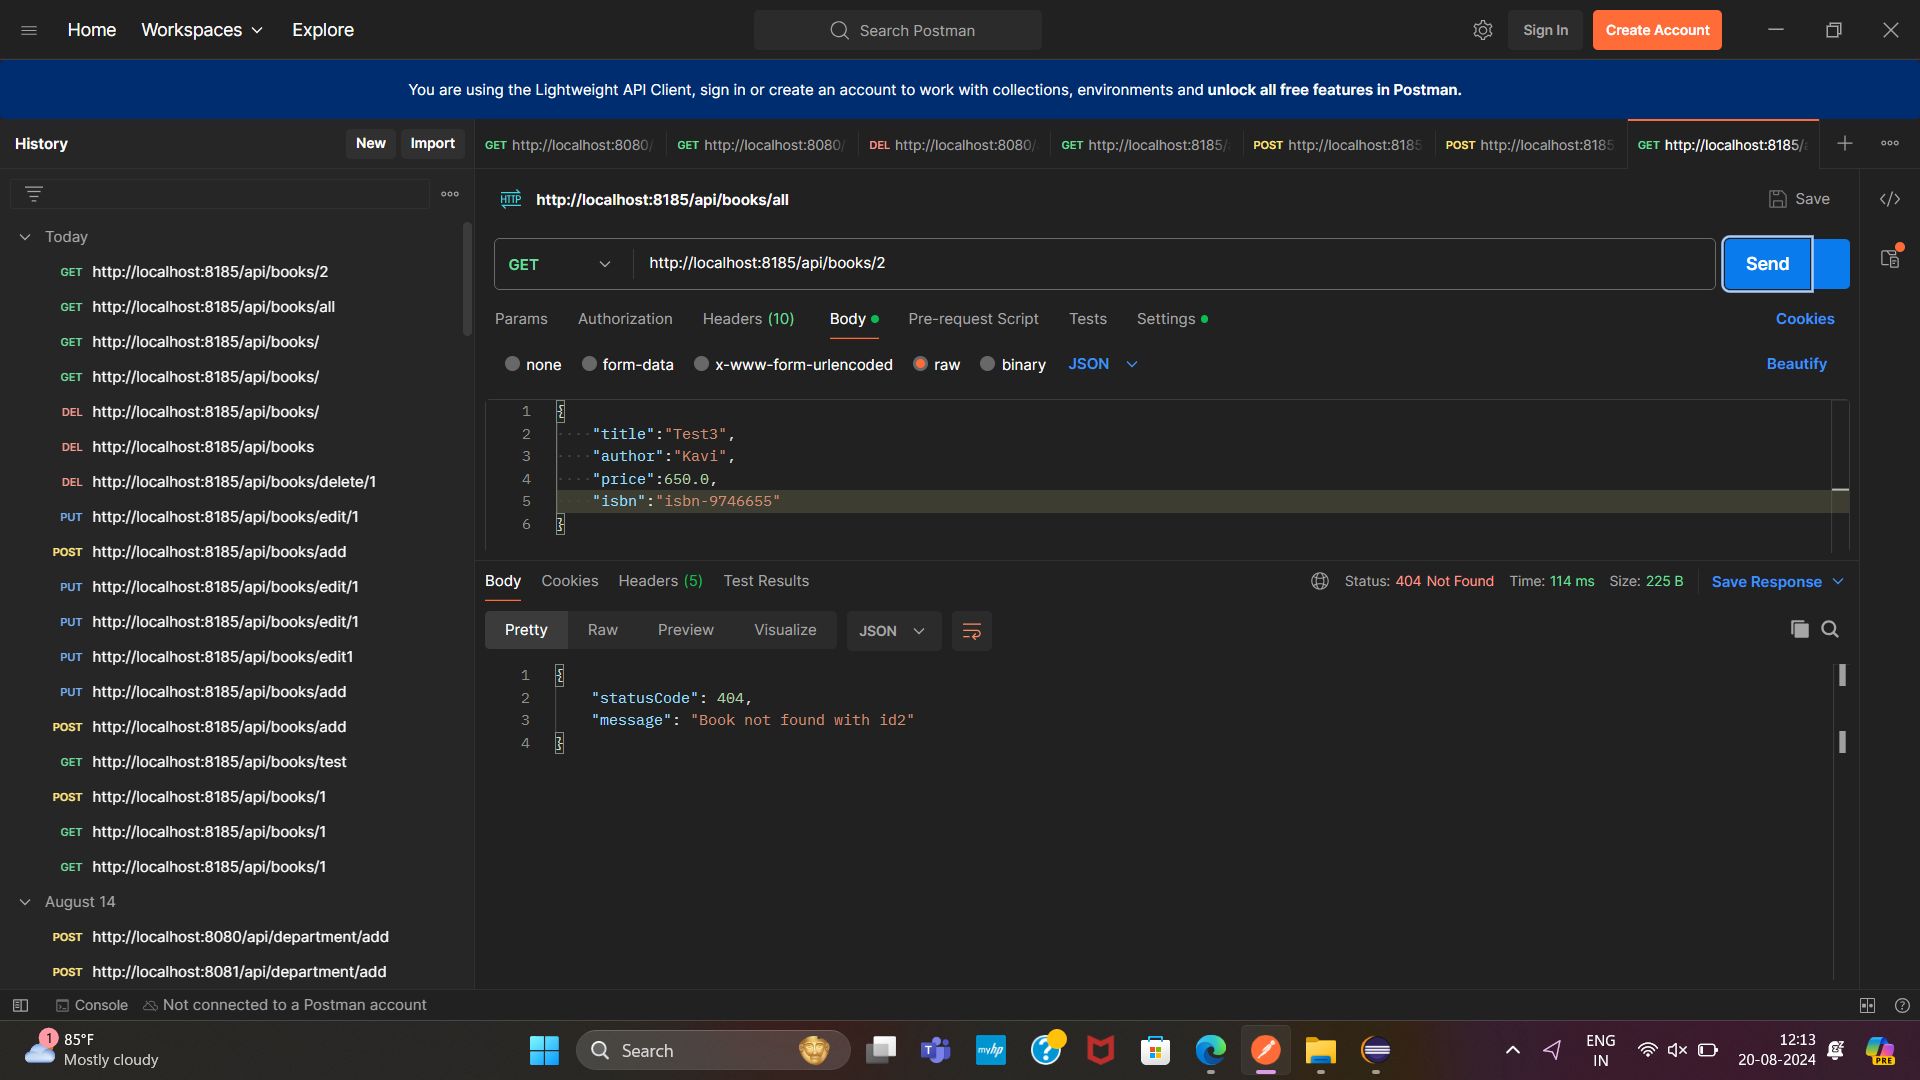 Home Workspaces Explore Search Postman Sign In Create Account
You are using the Lightweight API Client, sign in or create an account to work with collections, environments and unlock all free features in Postman.
History New Import
GET http://localhost:8080/ GET http://localhost:8080/ DEL http://localhost:8080/ GET http://localhost:8185/ POST http://localhost:8185 POST http://localhost:8185 GET http://localhost:8185/
HTTP http://localhost:8185/api/books/all Save </>
Today
GET http://localhost:8185/api/books/2
GET http://localhost:8185/api/books/all
GET http://localhost:8185/api/books/
GET http://localhost:8185/api/books/
DEL http://localhost:8185/api/books/
DEL http://localhost:8185/api/books
DEL http://localhost:8185/api/books/delete/1
PUT http://localhost:8185/api/books/edit/1
POST http://localhost:8185/api/books/add
PUT http://localhost:8185/api/books/edit/1
PUT http://localhost:8185/api/books/edit/1
PUT http://localhost:8185/api/books/edit1
PUT http://localhost:8185/api/books/add
POST http://localhost:8185/api/books/add
GET http://localhost:8185/api/books/test
POST http://localhost:8185/api/books/1
GET http://localhost:8185/api/books/1
GET http://localhost:8185/api/books/1
August 14
POST http://localhost:8080/api/department/add
POST http://localhost:8081/api/department/add
GET http://localhost:8185/api/books/2 Send
Params Authorization Headers (10) Body Pre-request Script Tests Settings Cookies
none form-data x-www-form-urlencoded raw binary JSON Beautify
1 {
2 "title":"Test3",
3 "author":"Kavi",
4 "price":650.0,
5 "isbn":"isbn-9746655"
6 }
Body Cookies Headers (5) Test Results Status: 404 Not Found Time: 114 ms Size: 225 B Save Response
Pretty Raw Preview Visualize JSON
1 {
2 "statusCode": 404,
3 "message": "Book not found with id2"
4 }
Console Not connected to a Postman account
1 85°F
Mostly cloudy
Search
myhp
ENG
IN
12:13
20-08-2024
PRE